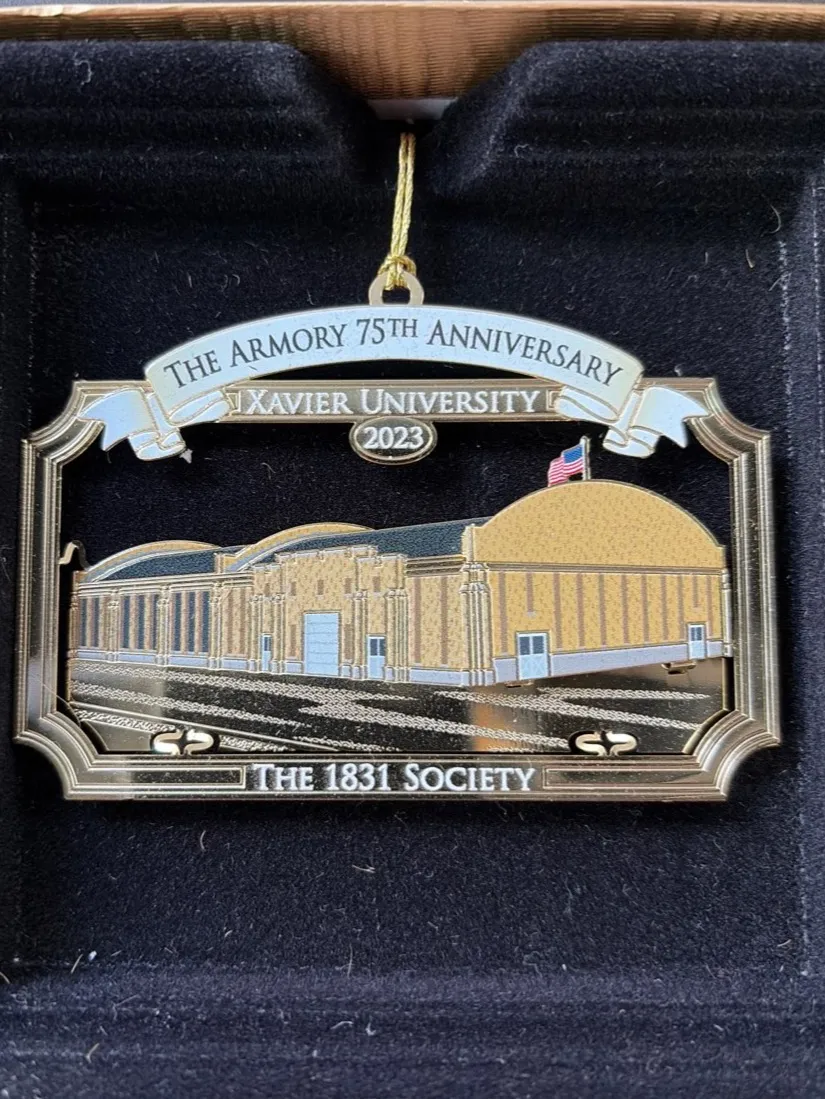 THE ARMORY 75TH ANNIVERSARY
XAVIER UNIVERSITY
2023
THE 1831 SOCIETY